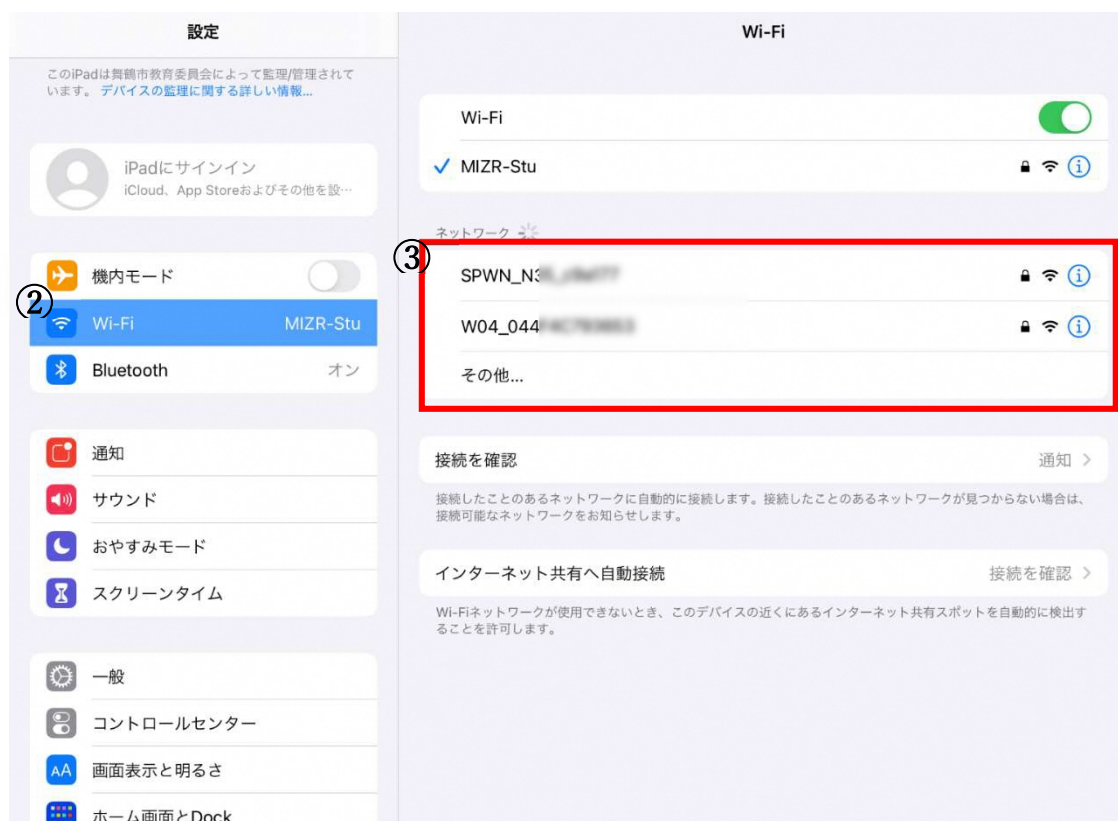 設定
このiPadは舞鶴市教育委員会によって監理/管理されて
います。 デバイスの監理に関する詳しい情報...
iPadにサインイン
iCloud、App Storeおよびその他を設…
機内モード
②
Wi-Fi MIZR-Stu
Bluetooth オン
通知
サウンド
おやすみモード
スクリーンタイム
一般
コントロールセンター
AA 画面表示と明るさ
ホーム画面とDock
Wi-Fi
Wi-Fi
MIZR-Stu
ネットワーク
③
SPWN_N3
W04_044
その他...
接続を確認 通知
接続したことのあるネットワークに自動的に接続します。接続したことのあるネットワークが見つからない場合は、
接続可能なネットワークをお知らせします。
インターネット共有へ自動接続 接続を確認
Wi-Fiネットワークが使用できないとき、このデバイスの近くにあるインターネット共有スポットを自動的に検出す
ることを許可します。